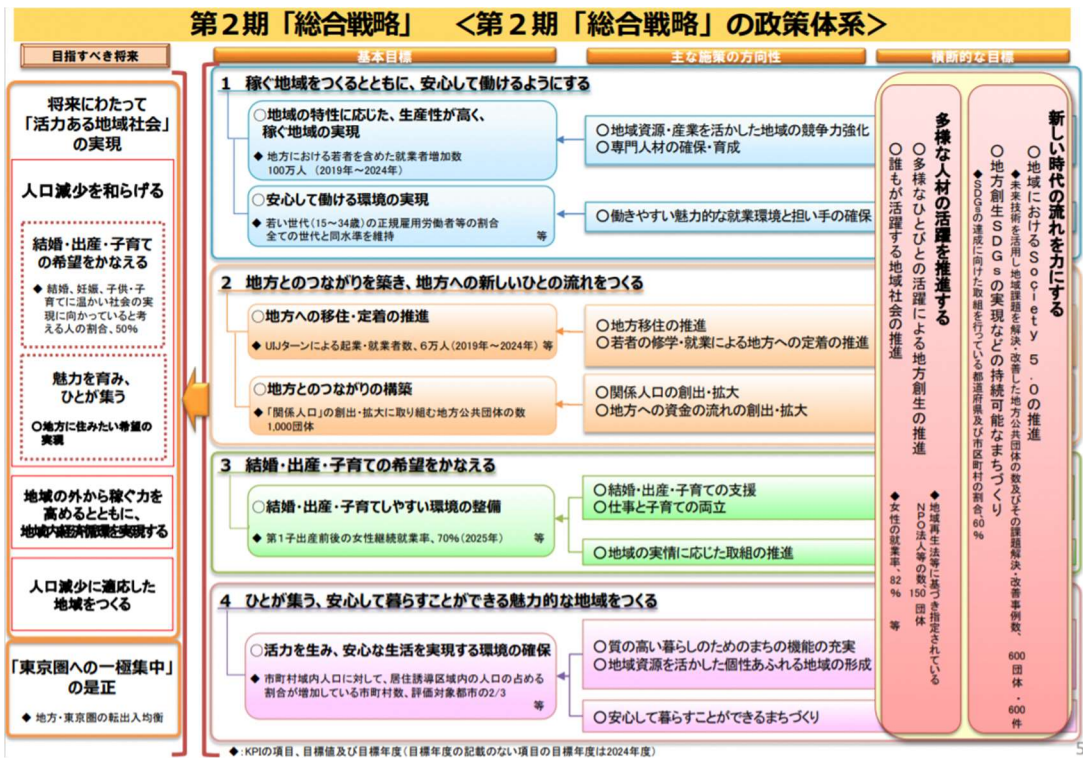 第２期「総合戦略」　＜第２期「総合戦略」の政策体系＞
目指すべき将来
将来にわたって
「活力ある地域社会」
の実現
人口減少を和らげる
結婚・出産・子育て
の希望をかなえる
◆ 結婚、妊娠、子供・子
育てに温かい社会の実
現に向かっていると考
える人の割合、50%
魅力を育み、
ひとが集う
○地方に住みたい希望の
実現
地域の外から稼ぐ力を
高めるとともに、
地域内経済循環を実現する
人口減少に適応した
地域をつくる
「東京圏への一極集中」
の是正
◆ 地方・東京圏の転出入均衡
基本目標
主な施策の方向性
横断的な目標
１　稼ぐ地域をつくるとともに、安心して働けるようにする
○地域の特性に応じた、生産性が高く、
稼ぐ地域の実現
◆ 地方における若者を含めた就業者増加数
100万人 （2019年～2024年）
○地域資源・産業を活かした地域の競争力強化
○専門人材の確保・育成
○安心して働ける環境の実現
◆ 若い世代（15～34歳）の正規雇用労働者等の割合
全ての世代と同水準を維持　等
○働きやすい魅力的な就業環境と担い手の確保
２　地方とのつながりを築き、地方への新しいひとの流れをつくる
○地方への移住・定着の推進
◆ UIJターンによる起業・就業者数、６万人（2019年～2024年） 等
○地方移住の推進
○若者の修学・就業による地方への定着の推進
○地方とのつながりの構築
◆ 「関係人口」の創出・拡大に取り組む地方公共団体の数
1,000団体
○関係人口の創出・拡大
○地方への資金の流れの創出・拡大
３　結婚・出産・子育ての希望をかなえる
○結婚・出産・子育てしやすい環境の整備
◆ 第１子出産前後の女性継続就業率、70%（2025年）　等
○結婚・出産・子育ての支援
○仕事と子育ての両立
○地域の実情に応じた取組の推進
４　ひとが集う、安心して暮らすことができる魅力的な地域をつくる
○活力を生み、安心な生活を実現する環境の確保
◆ 市町村域内人口に対して、居住誘導区域内の人口の占める
割合が増加している市町村数、評価対象都市の2/3
等
○質の高い暮らしのためのまちの機能の充実
○地域資源を活かした個性あふれる地域の形成
○安心して暮らすことができるまちづくり
新しい時代の流れを力にする
○地域におけるＳｏｃｉｅｔｙ　５.０の推進
◆未来技術を活用し地域課題を解決・改善した地方公共団体の数及びその課題解決・改善事例数、600団体・600件
○地方創生ＳＤＧｓの実現などの持続可能なまちづくり
◆SDGsの達成に向けた取組を行っている都道府県及び市区町村の割合、60%
多様な人材の活躍を推進する
○多様なひとびとの活躍による地方創生の推進
◆地域再生法等に基づき指定されている
NPO法人等の数、150団体
○誰もが活躍する地域社会の推進
◆女性の就業率、82%　等
◆：KPIの項目、目標値及び目標年度（目標年度の記載のない項目の目標年度は2024年度）
5